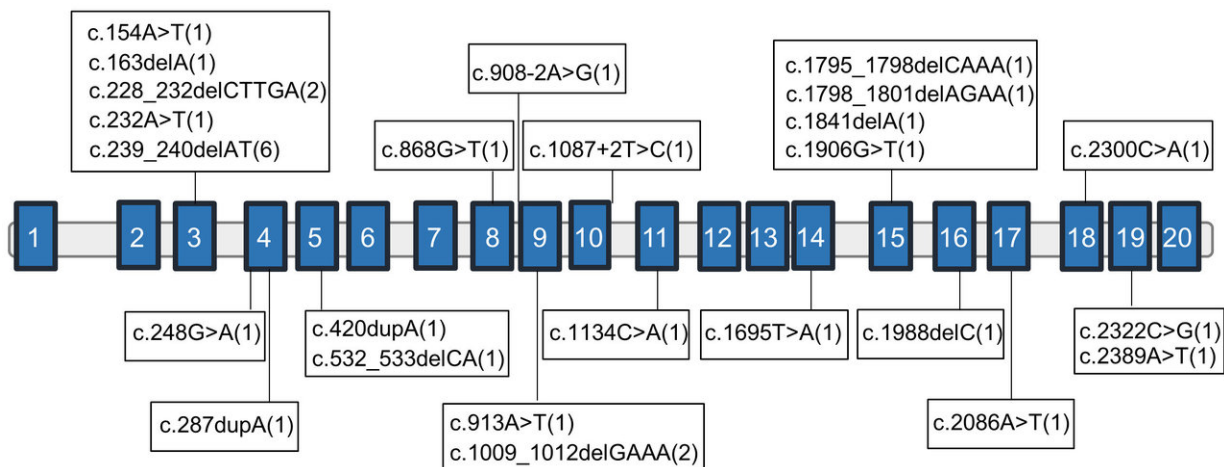 c.154A>T(1)
c.163delA(1)
c.228_232delCTTGA(2)
c.232A>T(1)
c.239_240delAT(6)
c.908-2A>G(1)
c.868G>T(1)
c.1087+2T>C(1)
c.1795_1798delCAAA(1)
c.1798_1801delAGAA(1)
c.1841delA(1)
c.1906G>T(1)
c.2300C>A(1)
1 2 3 4 5 6 7 8 9 10 11 12 13 14 15 16 17 18 19 20
c.248G>A(1)
c.287dupA(1)
c.420dupA(1)
c.532_533delCA(1)
c.913A>T(1)
c.1009_1012delGAAA(2)
c.1134C>A(1)
c.1695T>A(1)
c.1988delC(1)
c.2086A>T(1)
c.2322C>G(1)
c.2389A>T(1)